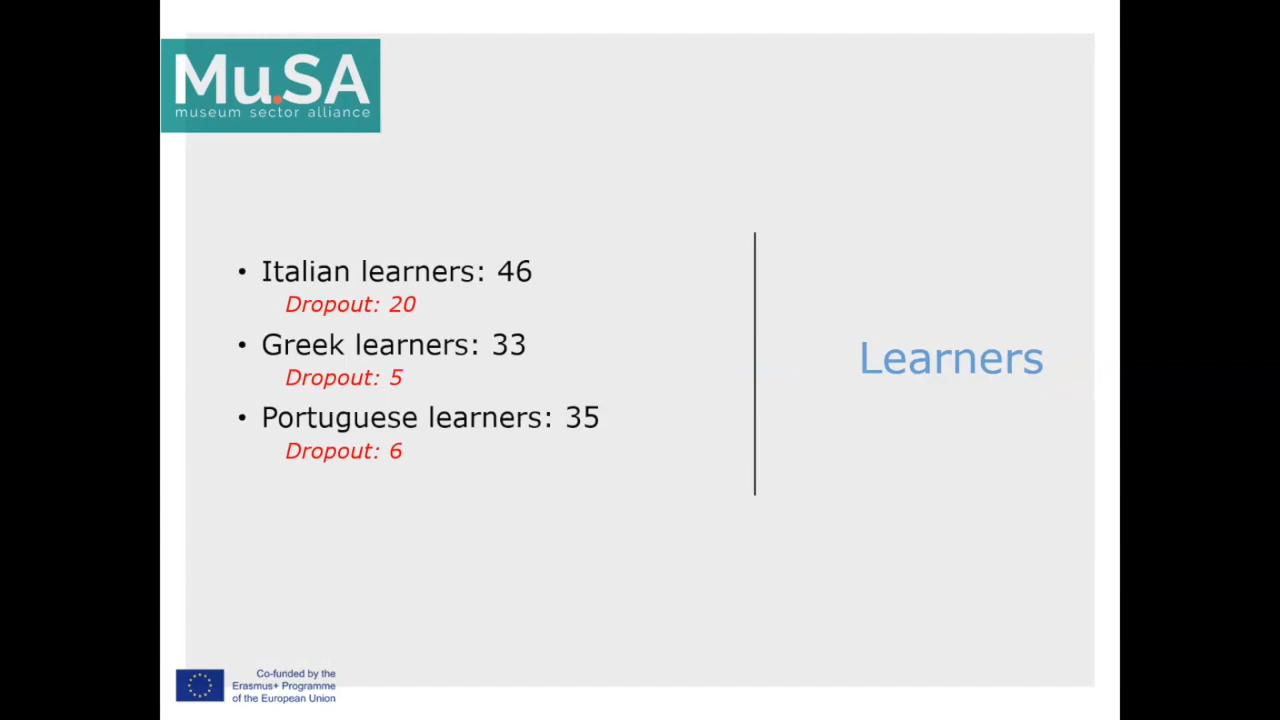 Mu.SA
museum sector alliance
• Italian learners: 46
Dropout: 20
• Greek learners: 33
Dropout: 5
• Portuguese learners: 35
Dropout: 6
Learners
Co-funded by the
Erasmus+ Programme
of the European Union